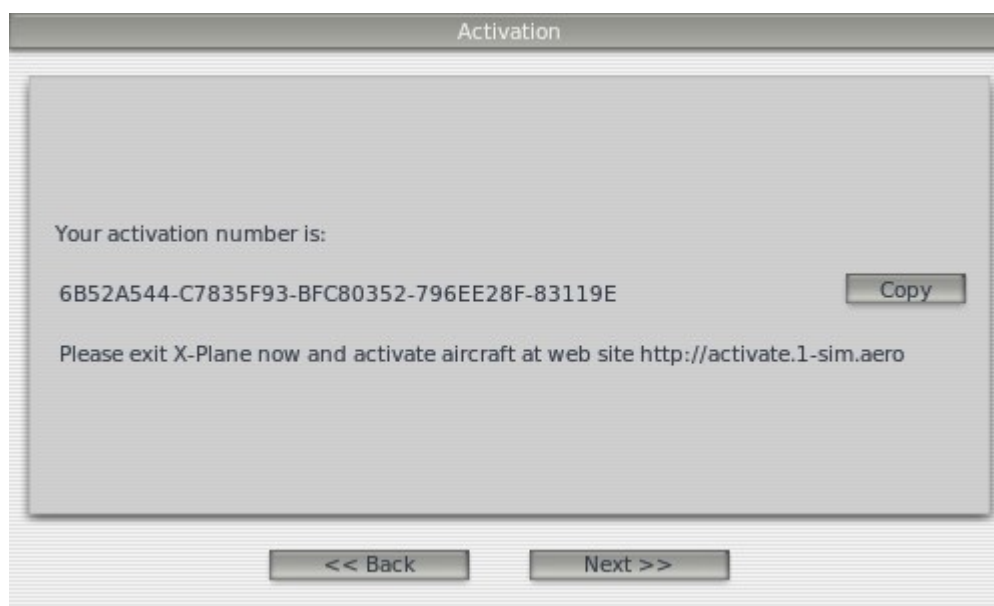 Activation
Your activation number is:
6B52A544-C7835F93-BFC80352-796EE28F-83119E
Copy
Please exit X-Plane now and activate aircraft at web site http://activate.1-sim.aero
<< Back
Next >>